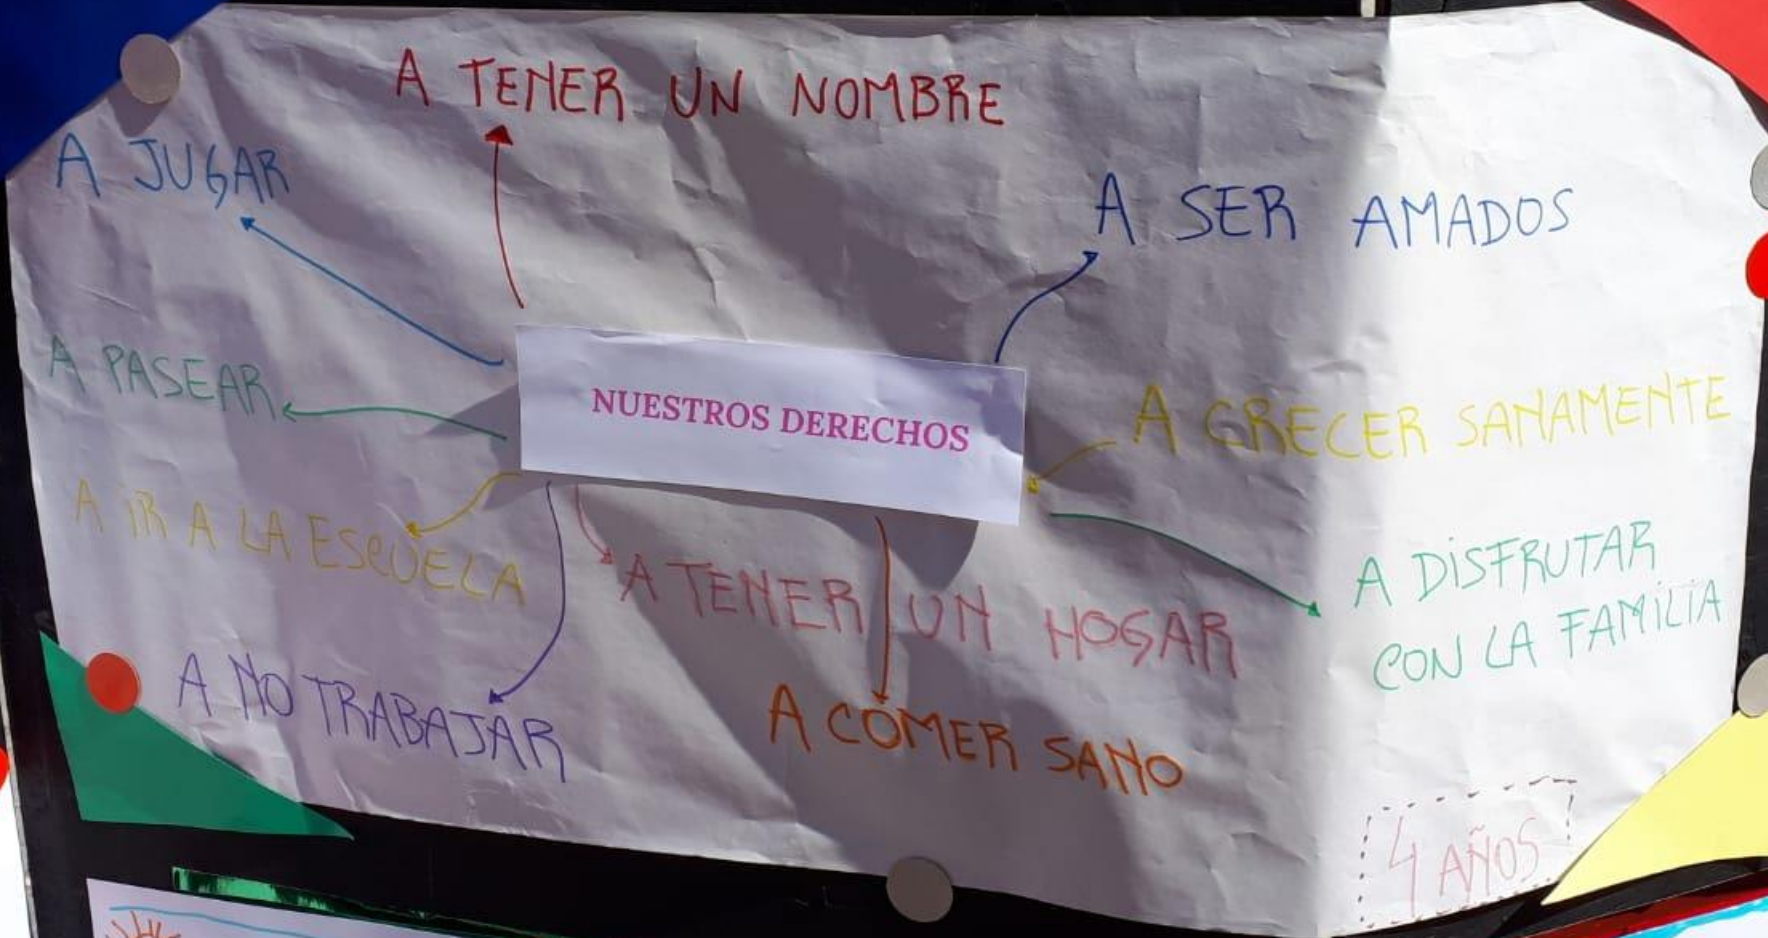 A TENER UN NOMBRE
A JUGAR
A SER AMADOS
A PASEAR
NUESTROS DERECHOS
A CRECER SANAMENTE
A iR A LA ESCUELA
A TENER UN HOGAR
A DiSFRUTAR
CON LA FAMiLiA
A NO TRABAJAR
A COMER SANO
4 AÑOS